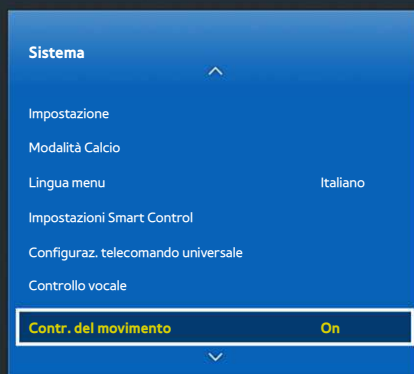 Sistema
Impostazione
Modalità Calcio
Lingua menu Italiano
Impostazioni Smart Control
Configuraz. telecomando universale
Controllo vocale
Contr. del movimento On